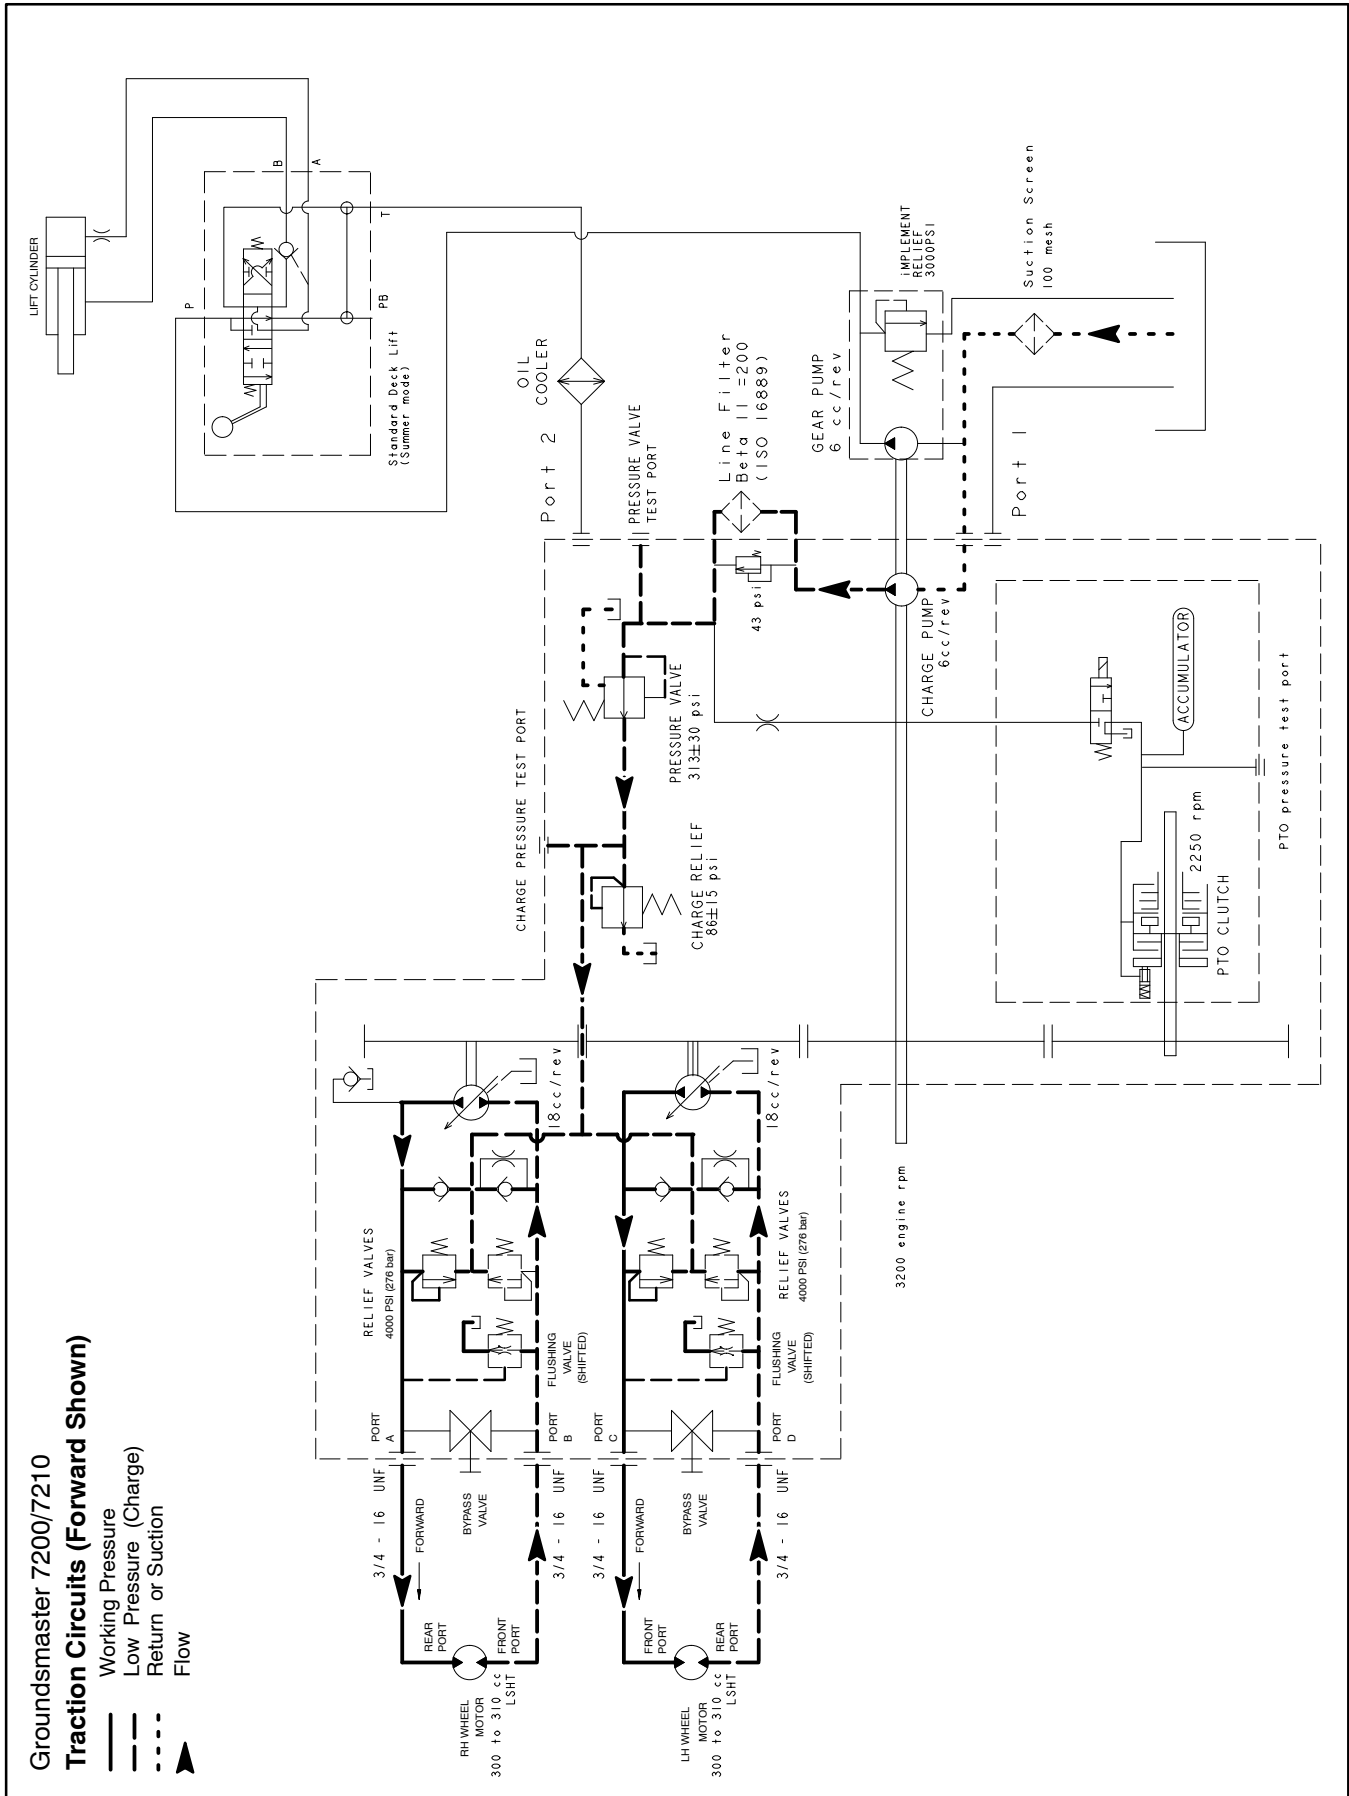 Groundsmaster 7200/7210
Traction Circuits (Forward Shown)
Working Pressure
Low Pressure (Charge)
Return or Suction
Flow
LIFT CYLINDER
B
A
P
T
PB
Standard Deck Lift
(Summer mode)
OIL
COOLER
Port 2
PRESSURE VALVE
TEST PORT
Line Filter
Beta 11 =200
(ISO 16889)
GEAR PUMP
6 cc/rev
iMPLEMENT
RELIEF
3000PSI
Suction Screen
100 mesh
Port 1
43 psi
CHARGE PUMP
6cc/rev
PRESSURE VALVE
313±30 psi
CHARGE PRESSURE TEST PORT
CHARGE RELIEF
86±15 psi
ACCUMULATOR
PTO pressure test port
2250 rpm
PTO CLUTCH
18cc/rev
18cc/rev
3200 engine rpm
RELIEF VALVES
4000 PSI (276 bar)
RELIEF VALVES
4000 PSI (276 bar)
FLUSHING
VALVE
(SHIFTED)
FLUSHING
VALVE
(SHIFTED)
PORT
A
PORT
B
PORT
C
PORT
D
3/4 - 16 UNF
3/4 - 16 UNF
3/4 - 16 UNF
3/4 - 16 UNF
FORWARD
BYPASS
VALVE
FORWARD
BYPASS
VALVE
REAR
PORT
FRONT
PORT
FRONT
PORT
REAR
PORT
RH WHEEL
MOTOR
300 to 310 cc
LSHT
LH WHEEL
MOTOR
300 to 310 cc
LSHT